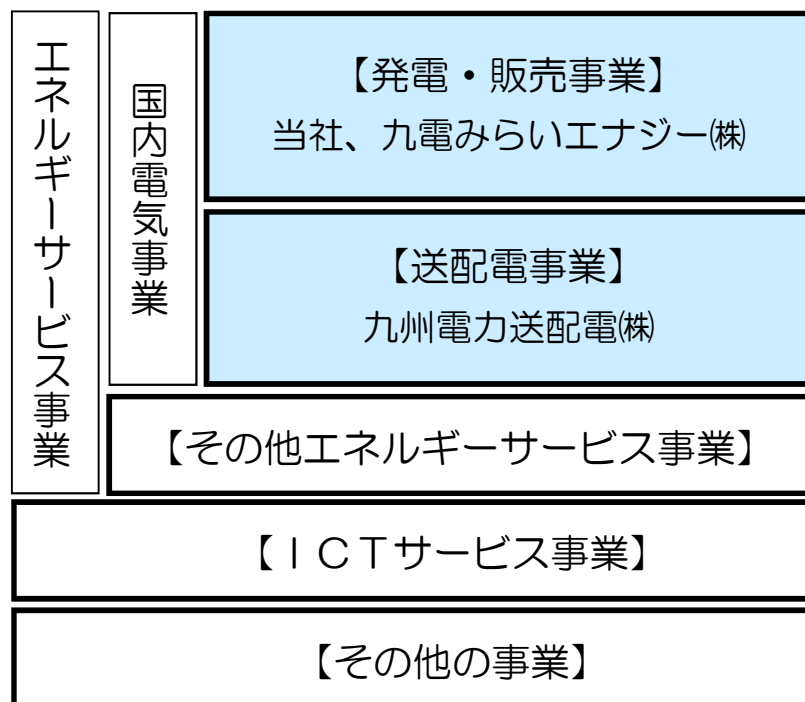 エネルギーサービス事業
国内電気事業
【発電・販売事業】
当社、九電みらいエナジー㈱
【送配電事業】
九州電力送配電㈱
【その他エネルギーサービス事業】
【ＩＣＴサービス事業】
【その他の事業】